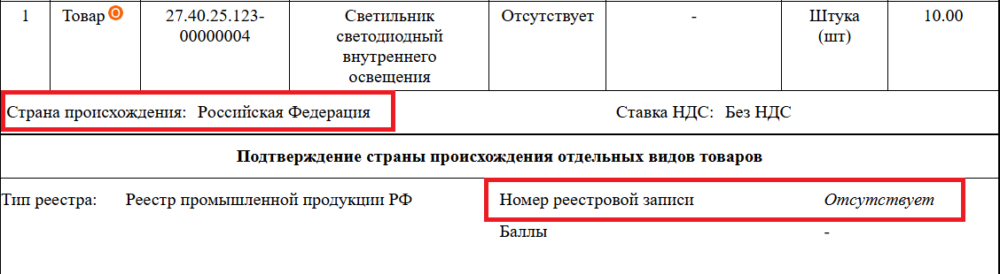 1 Товар О 27.40.25.123- Светильник Отсутствует - Штука 10.00
00000004 светодиодный (шт)
внутреннего
освещения
Страна происхождения: Российская Федерация Ставка НДС: Без НДС
Подтверждение страны происхождения отдельных видов товаров
Тип реестра: Реестр промышленной продукции РФ Номер реестровой записи Отсутствует
Баллы -